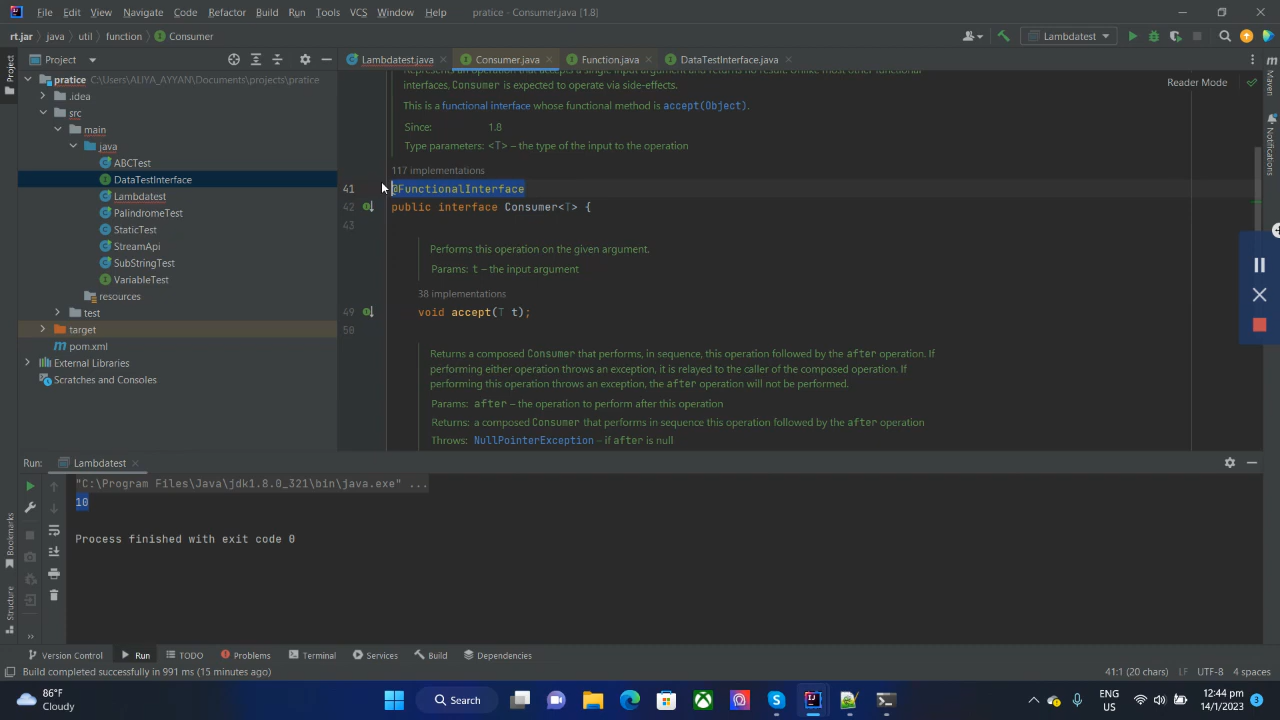 File Edit View Navigate Code Refactor Build Run Tools VCS Window Help pratice - Consumer.java [1.8]
rt.jar java util function Consumer Lambdatest
Project Project Lambdatest.java Consumer.java Function.java DataTestInterface.java Maven
pratice C:\Users\ALIYA_AYYAN\Documents\projects\pratice
.idea
src
main
java
ABCTest
DataTestInterface
Lambdatest
PalindromeTest
StaticTest
StreamApi
SubStringTest
VariableTest
resources
test
target
pom.xml
External Libraries
Scratches and Consoles
Reader Mode
Notifications
interfaces, Consumer is expected to operate via side-effects.
This is a functional interface whose functional method is accept(Object).
Since: 1.8
Type parameters: <T> – the type of the input to the operation
117 implementations
41 @FunctionalInterface
42 public interface Consumer<T> {
43
Performs this operation on the given argument.
Params: t – the input argument
38 implementations
49 void accept(T t);
50
Returns a composed Consumer that performs, in sequence, this operation followed by the after operation. If
performing either operation throws an exception, it is relayed to the caller of the composed operation. If
performing this operation throws an exception, the after operation will not be performed.
Params: after – the operation to perform after this operation
Returns: a composed Consumer that performs in sequence this operation followed by the after operation
Throws: NullPointerException – if after is null
Run: Lambdatest
"C:\Program Files\Java\jdk1.8.0_321\bin\java.exe" ...
10
Process finished with exit code 0
Bookmarks
Structure
Version Control Run TODO Problems Terminal Services Build Dependencies
Build completed successfully in 991 ms (15 minutes ago) 41:1 (20 chars) LF UTF-8 4 spaces
86°F
Cloudy
Search
ENG
US
12:44 pm
14/1/2023
3